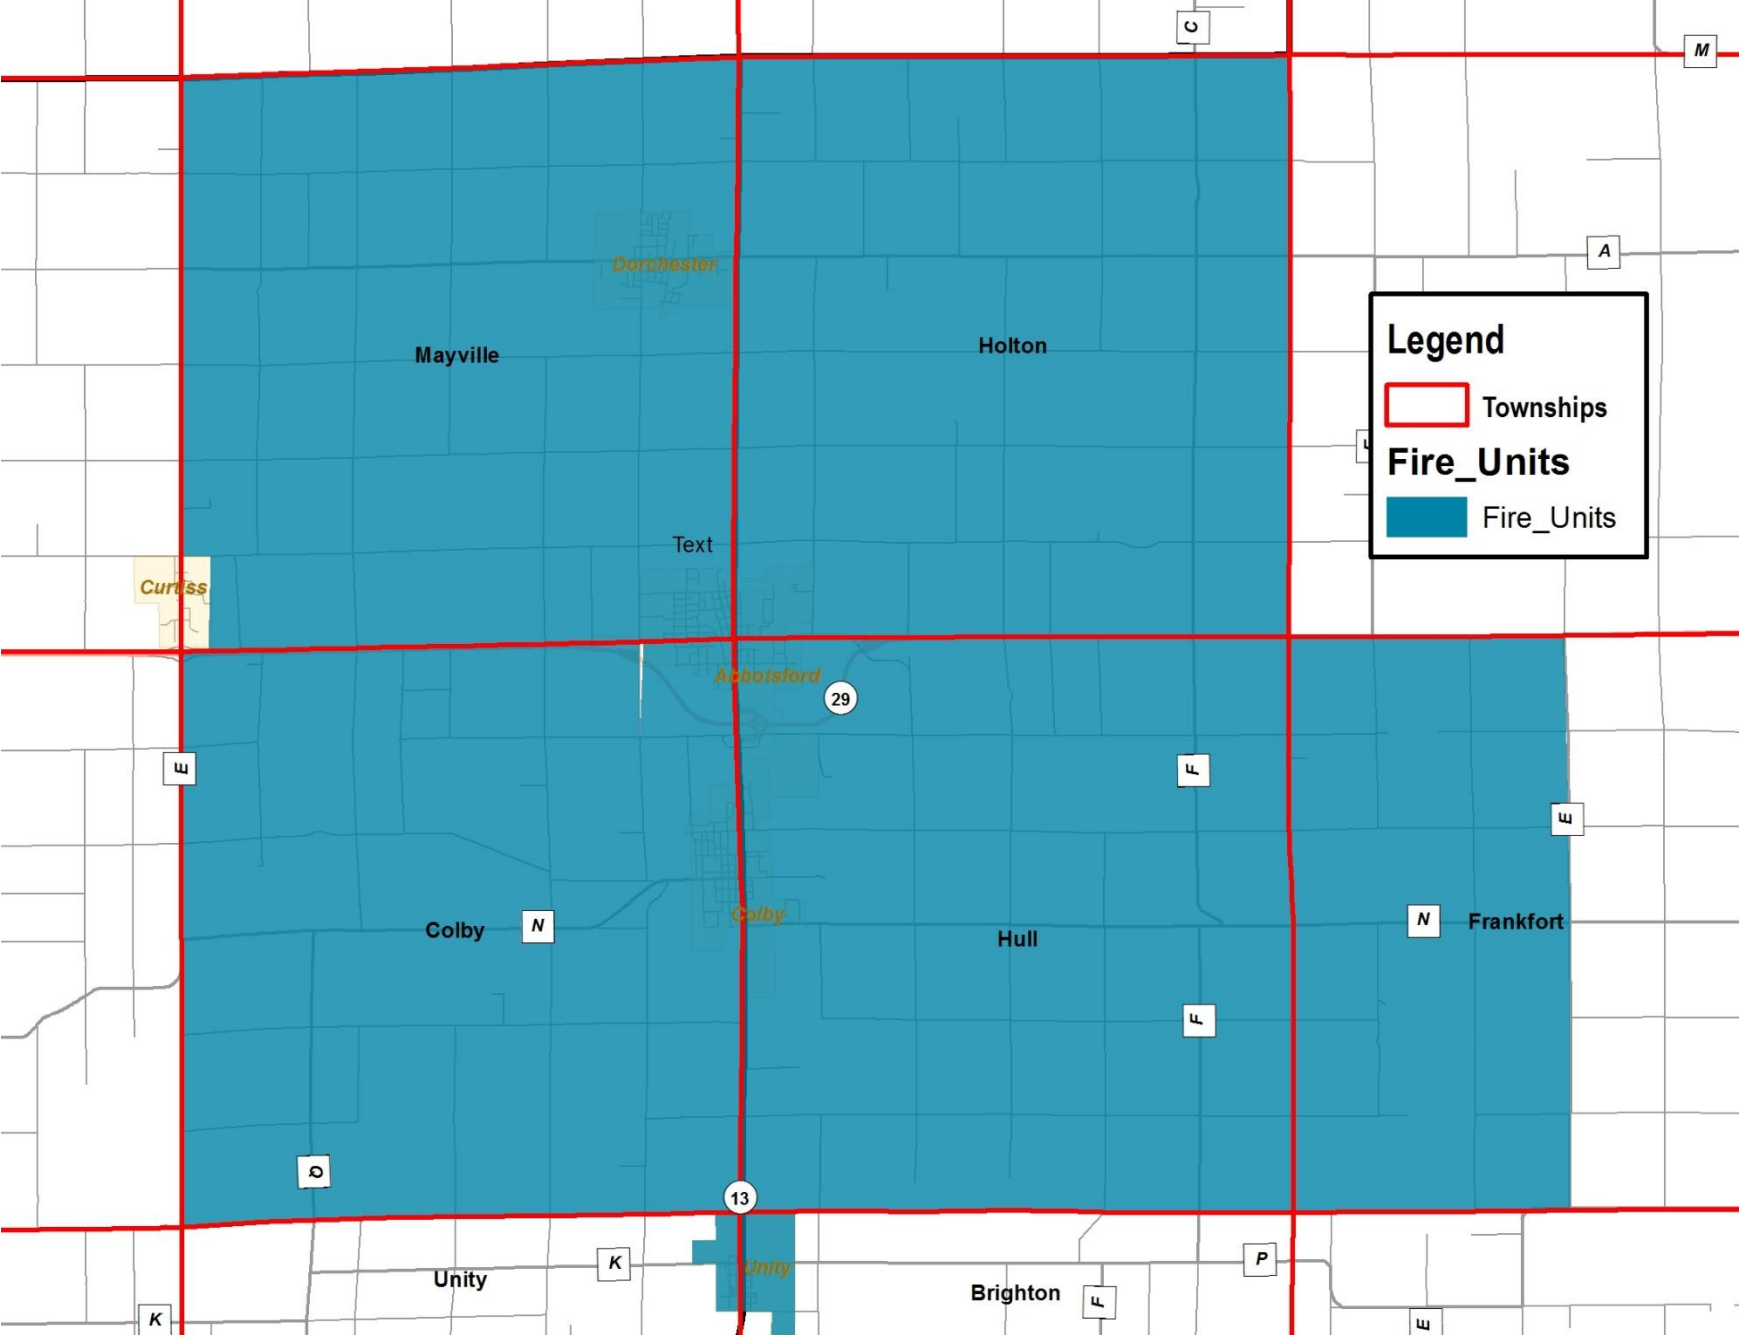 C
M
A
Dorchester
Mayville
Holton
Legend
Townships
Fire_Units
Fire_Units
Text
Curtiss
Abbotsford
29
E
F
E
Colby
Colby
N
Hull
N
Frankfort
F
Q
13
Unity
K
Unity
Brighton
P
F
K
E